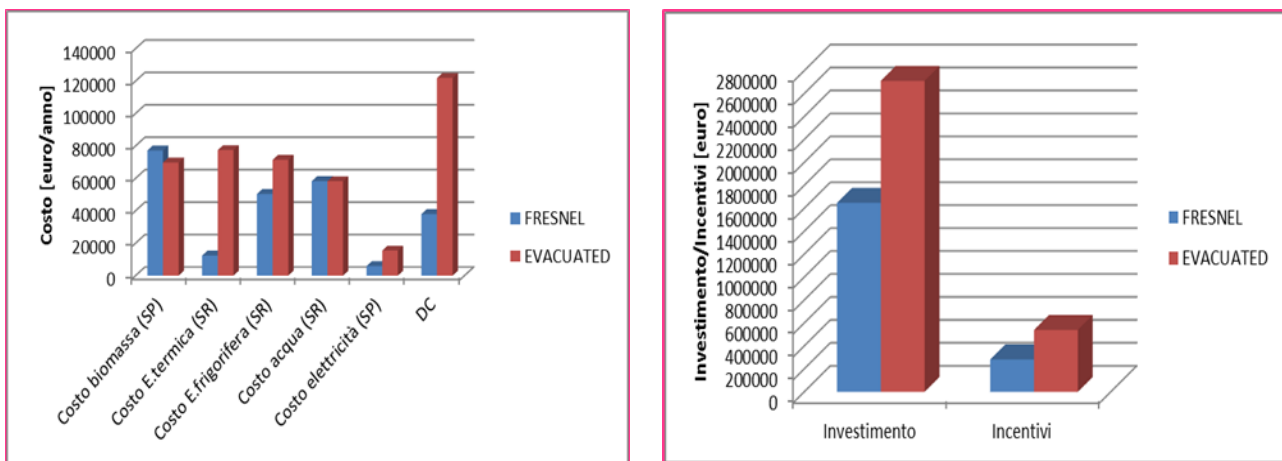 Costo [euro/anno]
140000
120000
100000
80000
60000
40000
20000
0
Costo biomassa (SP)
Costo E.termica (SR)
Costo E.frigorifera (SR)
Costo acqua (SR)
Costo elettricità (SP)
DC
FRESNEL
EVACUATED
Investimento/Incentivi [euro]
2800000
2600000
2400000
2200000
2000000
1800000
1600000
1400000
1200000
1000000
800000
600000
400000
200000
0
Investimento
Incentivi
FRESNEL
EVACUATED